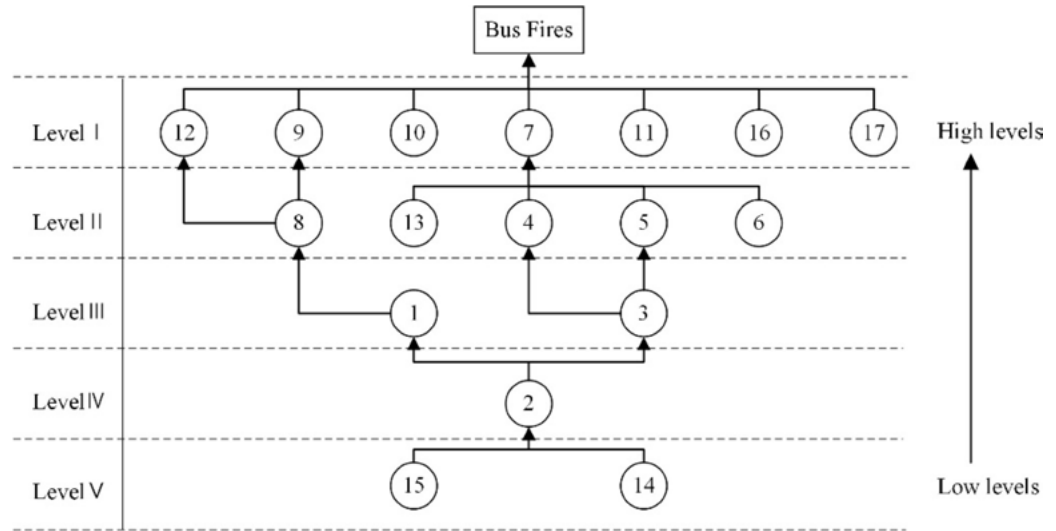 Bus Fires
Level I 12 9 10 7 11 16 17 High levels
Level II 8 13 4 5 6
Level III 1 3
Level IV 2
Level V 15 14 Low levels